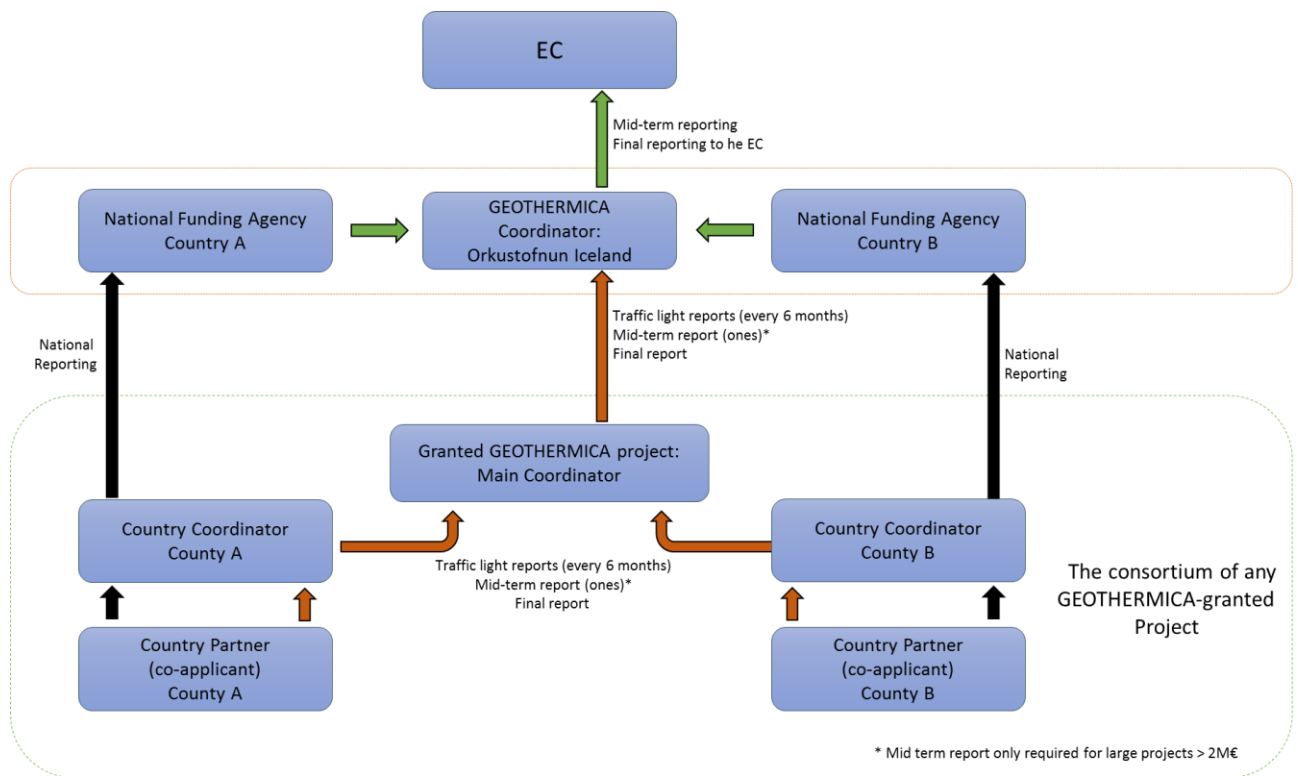 EC
Mid-term reporting
Final reporting to he EC
National Funding Agency
Country A
GEOTHERMICA
Coordinator:
Orkustofnun Iceland
National Funding Agency
Country B
Traffic light reports (every 6 months)
Mid-term report (ones)*
Final report
National
Reporting
National
Reporting
Granted GEOTHERMICA project:
Main Coordinator
Country Coordinator
County A
Country Coordinator
County B
Traffic light reports (every 6 months)
Mid-term report (ones)*
Final report
The consortium of any
GEOTHERMICA-granted
Project
Country Partner
(co-applicant)
County A
Country Partner
(co-applicant)
County B
* Mid term report only required for large projects > 2M€